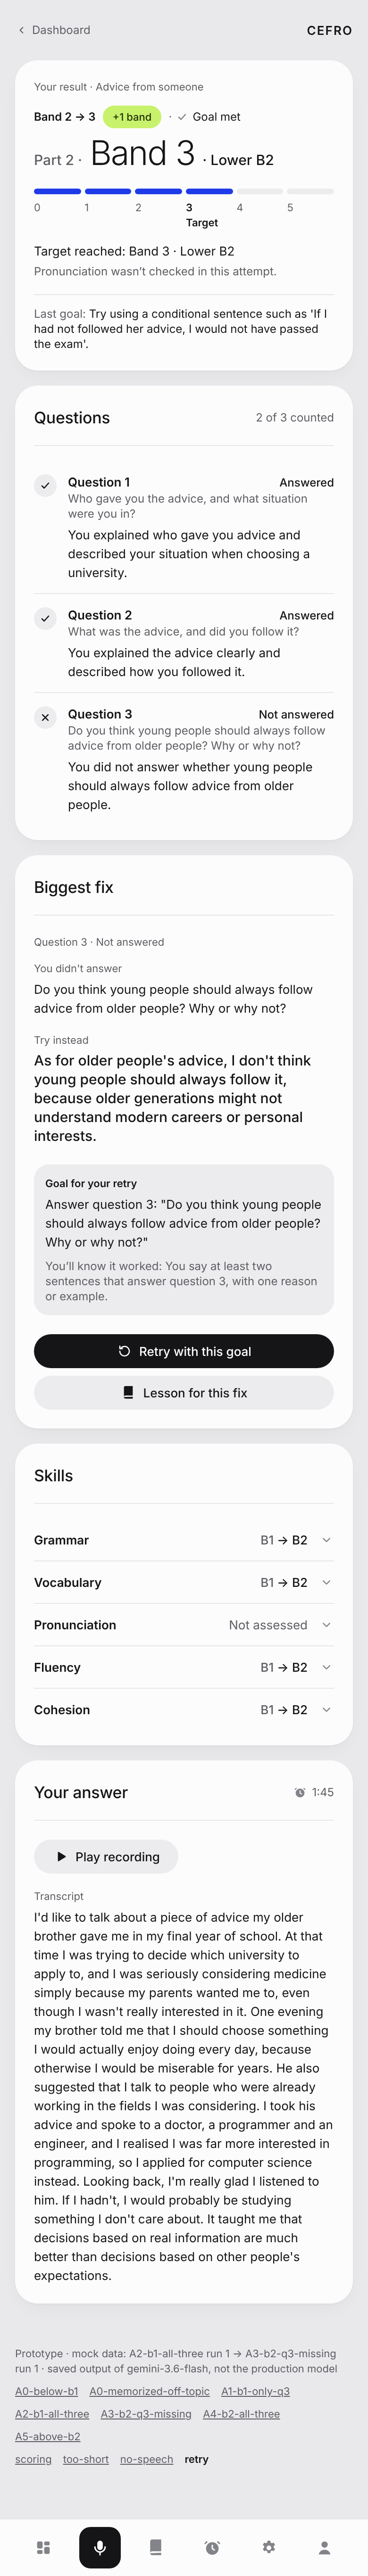 Dashboard
CEFRO
Your result · Advice from someone
Band 2 → 3 +1 band · Goal met
Part 2 · Band 3 · Lower B2
0 1 2 3 4 5
Target
Target reached: Band 3 · Lower B2
Pronunciation wasn't checked in this attempt.
Last goal: Try using a conditional sentence such as 'If I
had not followed her advice, I would not have passed
the exam'.
Questions
2 of 3 counted
Question 1
Answered
Who gave you the advice, and what situation
were you in?
You explained who gave you advice and
described your situation when choosing a
university.
Question 2
Answered
What was the advice, and did you follow it?
You explained the advice clearly and
described how you followed it.
Question 3
Not answered
Do you think young people should always follow
advice from older people? Why or why not?
You did not answer whether young people
should always follow advice from older
people.
Biggest fix
Question 3 · Not answered
You didn't answer
Do you think young people should always follow
advice from older people? Why or why not?
Try instead
As for older people's advice, I don't think
young people should always follow it,
because older generations might not
understand modern careers or personal
interests.
Goal for your retry
Answer question 3: "Do you think young people
should always follow advice from older people?
Why or why not?"
You'll know it worked: You say at least two
sentences that answer question 3, with one reason
or example.
Retry with this goal
Lesson for this fix
Skills
Grammar B1 → B2
Vocabulary B1 → B2
Pronunciation Not assessed
Fluency B1 → B2
Cohesion B1 → B2
Your answer
1:45
Play recording
Transcript
I'd like to talk about a piece of advice my older
brother gave me in my final year of school. At that
time I was trying to decide which university to
apply to, and I was seriously considering medicine
simply because my parents wanted me to, even
though I wasn't really interested in it. One evening
my brother told me that I should choose something
I would actually enjoy doing every day, because
otherwise I would be miserable for years. He also
suggested that I talk to people who were already
working in the fields I was considering. I took his
advice and spoke to a doctor, a programmer and an
engineer, and I realised I was far more interested in
programming, so I applied for computer science
instead. Looking back, I'm really glad I listened to
him. If I hadn't, I would probably be studying
something I don't care about. It taught me that
decisions based on real information are much
better than decisions based on other people's
expectations.
Prototype · mock data: A2-b1-all-three run 1 → A3-b2-q3-missing
run 1 · saved output of gemini-3.6-flash, not the production model
A0-below-b1 A0-memorized-off-topic A1-b1-only-q3
A2-b1-all-three A3-b2-q3-missing A4-b2-all-three
A5-above-b2
scoring too-short no-speech retry